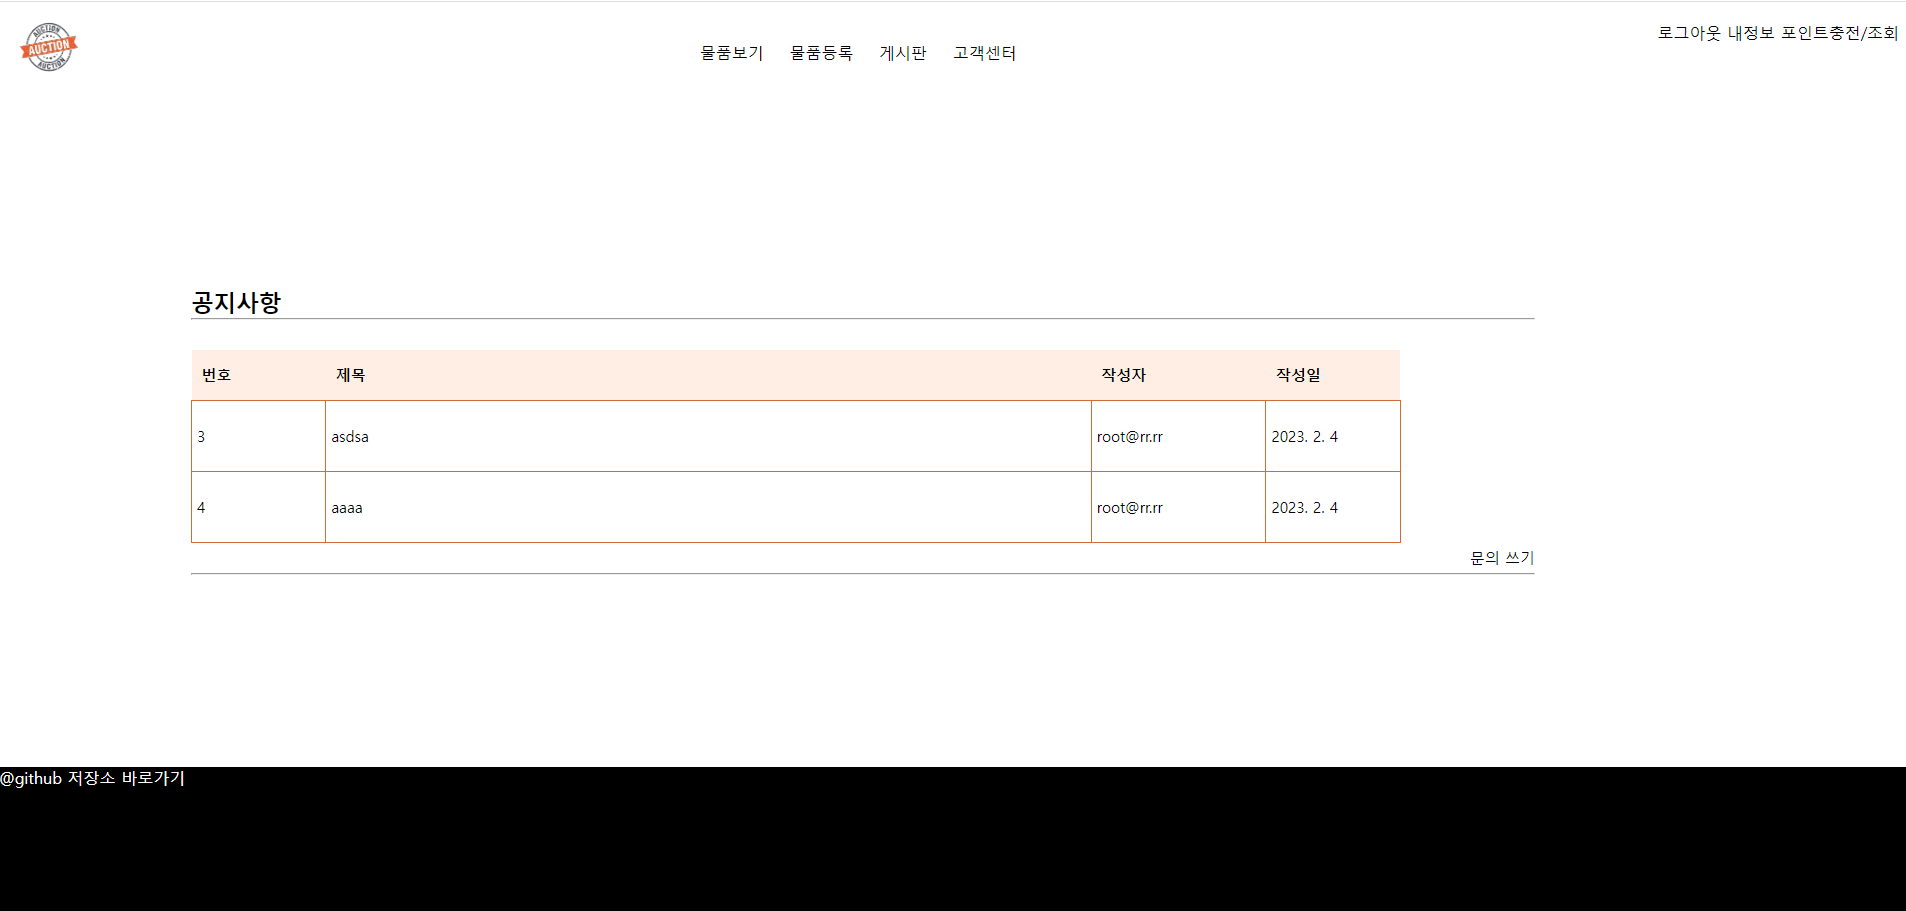 AUCTION
AUCTION
AUCTION
물품보기 물품등록 게시판 고객센터
로그아웃 내정보 포인트충전/조회
공지사항
번호 제목 작성자 작성일
3 asdsa root@rr.rr 2023. 2. 4
4 aaaa root@rr.rr 2023. 2. 4
문의 쓰기
@github 저장소 바로가기